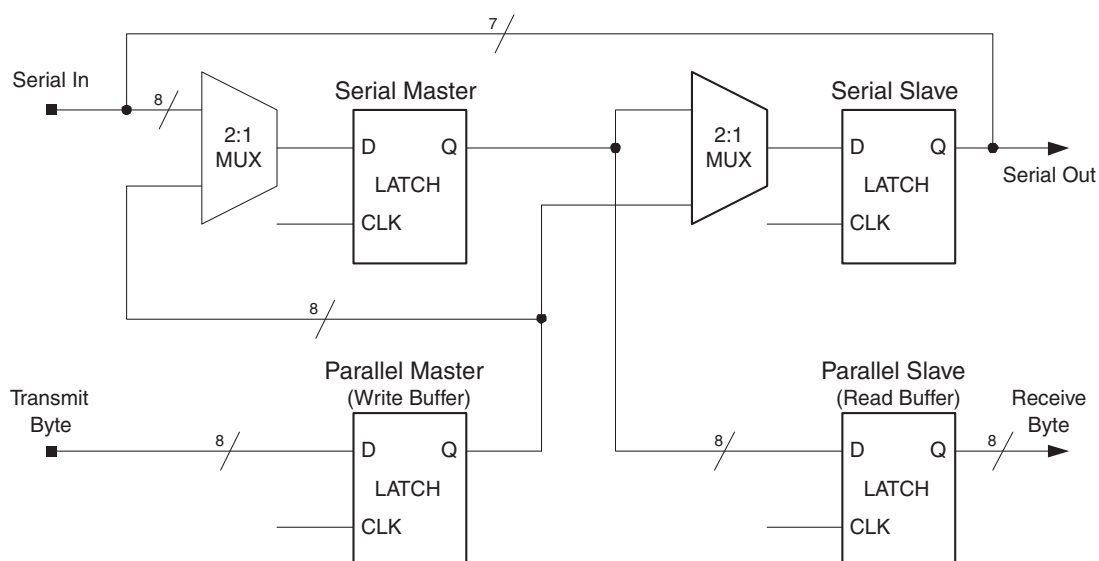 7
Serial In
8
2:1
MUX
Serial Master
D Q
LATCH
CLK
2:1
MUX
Serial Slave
D Q
LATCH
CLK
Serial Out
8
Transmit
Byte
8
Parallel Master
(Write Buffer)
D Q
LATCH
CLK
8
Parallel Slave
(Read Buffer)
D Q
LATCH
CLK
8
Receive
Byte